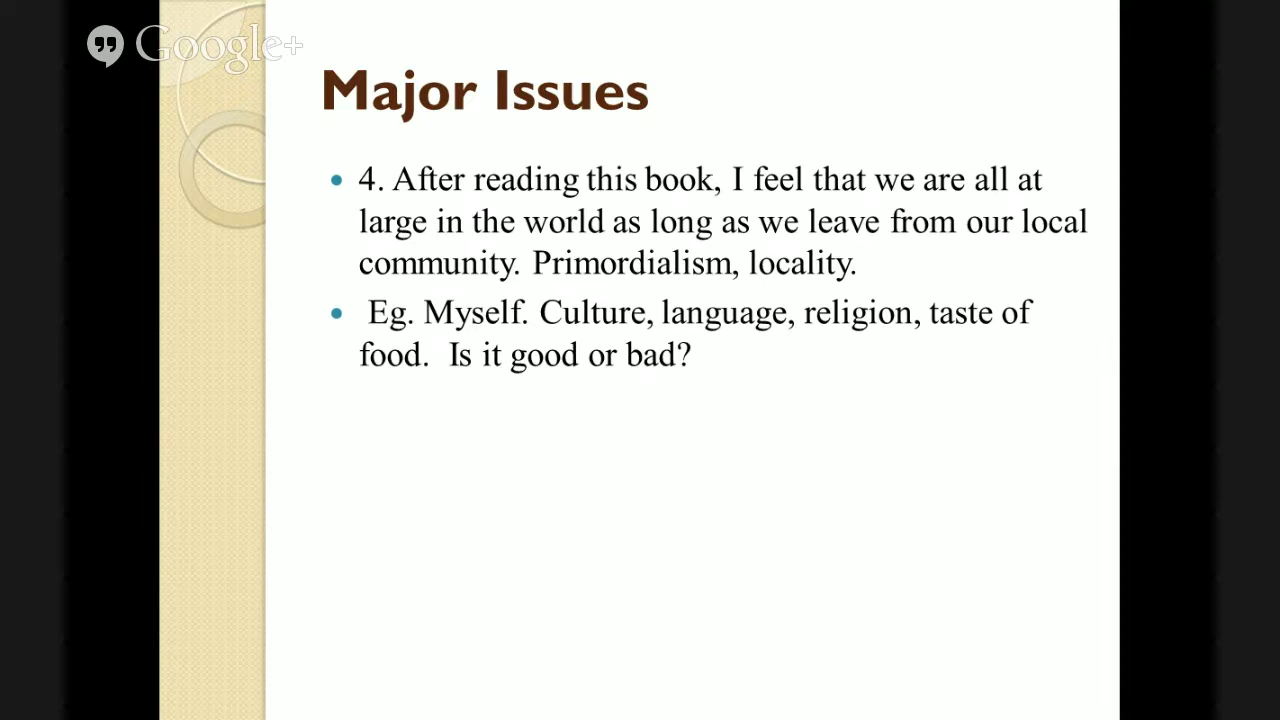 Google+
Major Issues
4. After reading this book, I feel that we are all at
large in the world as long as we leave from our local
community. Primordialism, locality.
Eg. Myself. Culture, language, religion, taste of
food. Is it good or bad?